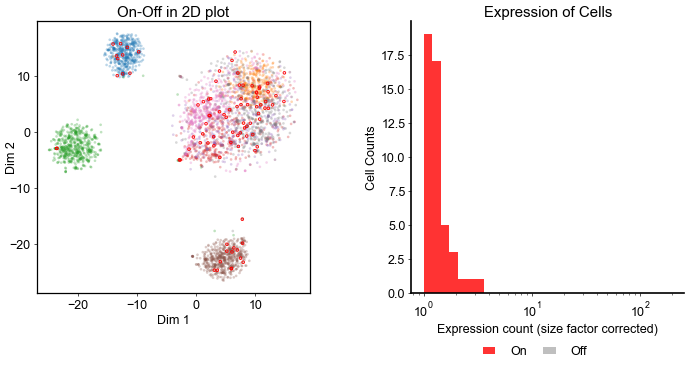 On-Off in 2D plot
Dim 2
10
0
−10
−20
−20
−10
0
10
Dim 1
Expression of Cells
Cell Counts
17.5
15.0
12.5
10.0
7.5
5.0
2.5
0.0
10^0
10^1
10^2
Expression count (size factor corrected)
On
Off